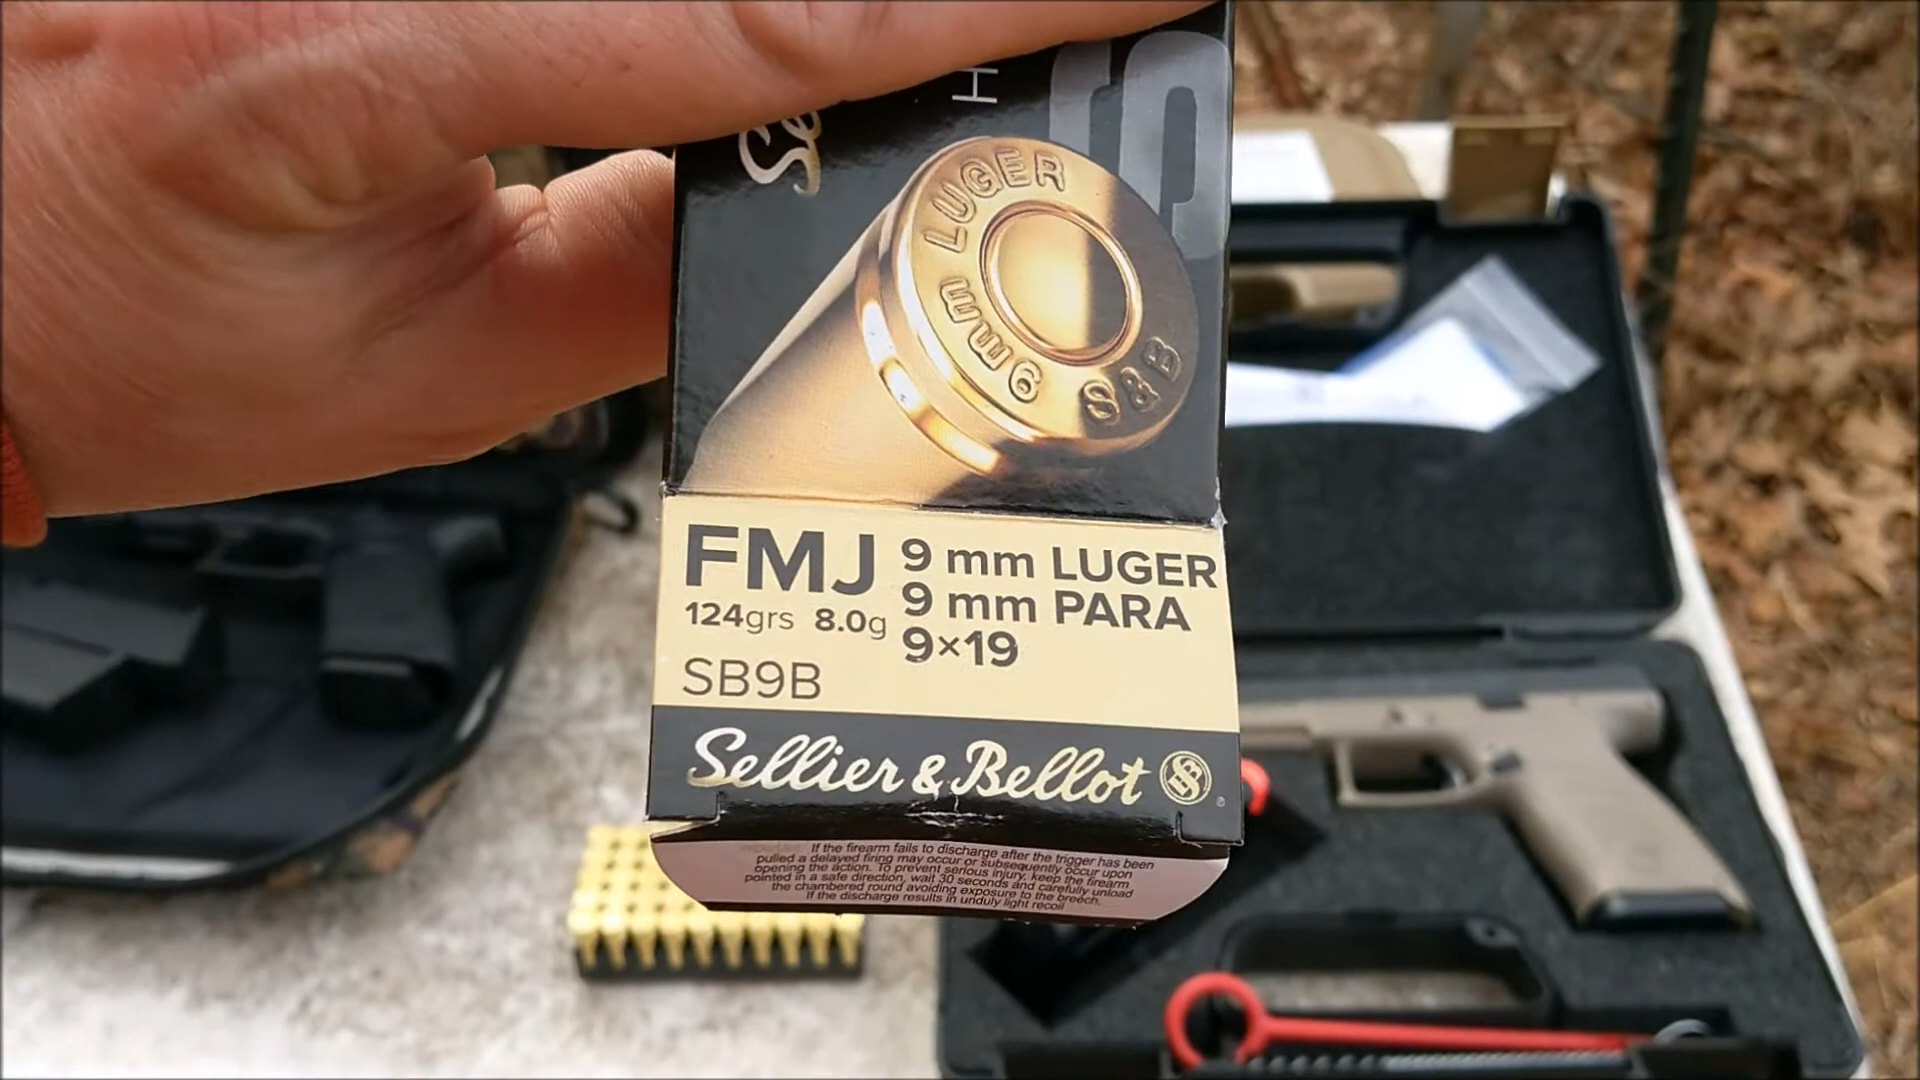 LUGER
9mm
S&B
FMJ
124grs 8.0g
SB9B
9 mm LUGER
9 mm PARA
9×19
Sellier & Bellot
If the firearm fails to discharge after the trigger has been
pulled a delayed firing may occur or subsequently occur upon
opening the action. To prevent serious injury, keep the firearm
pointed in a safe direction, wait 30 seconds and carefully unload
the chambered round avoiding exposure to the breech.
If the discharge results in unduly light recoil